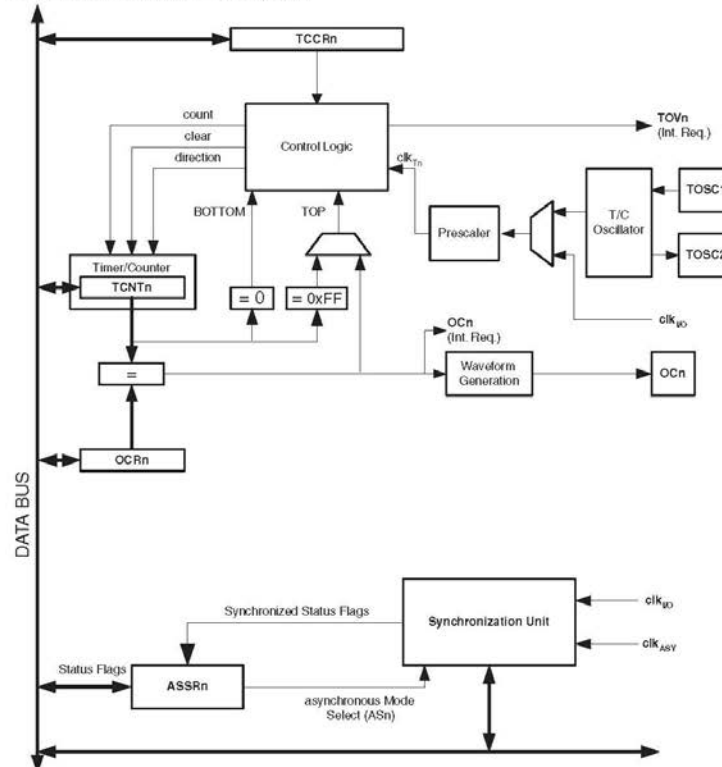 TCCRn
count
clear
direction
Control Logic
TOVn
(Int. Req.)
clkTn
BOTTOM
TOP
Prescaler
T/C
Oscillator
TOSC1
TOSC2
Timer/Counter
TCNTn
= 0
= 0xFF
OCn
(Int. Req.)
clkI/O
=
Waveform
Generation
OCn
OCRn
DATA BUS
Synchronized Status Flags
Synchronization Unit
clkI/O
clkASY
Status Flags
ASSRn
asynchronous Mode
Select (ASn)